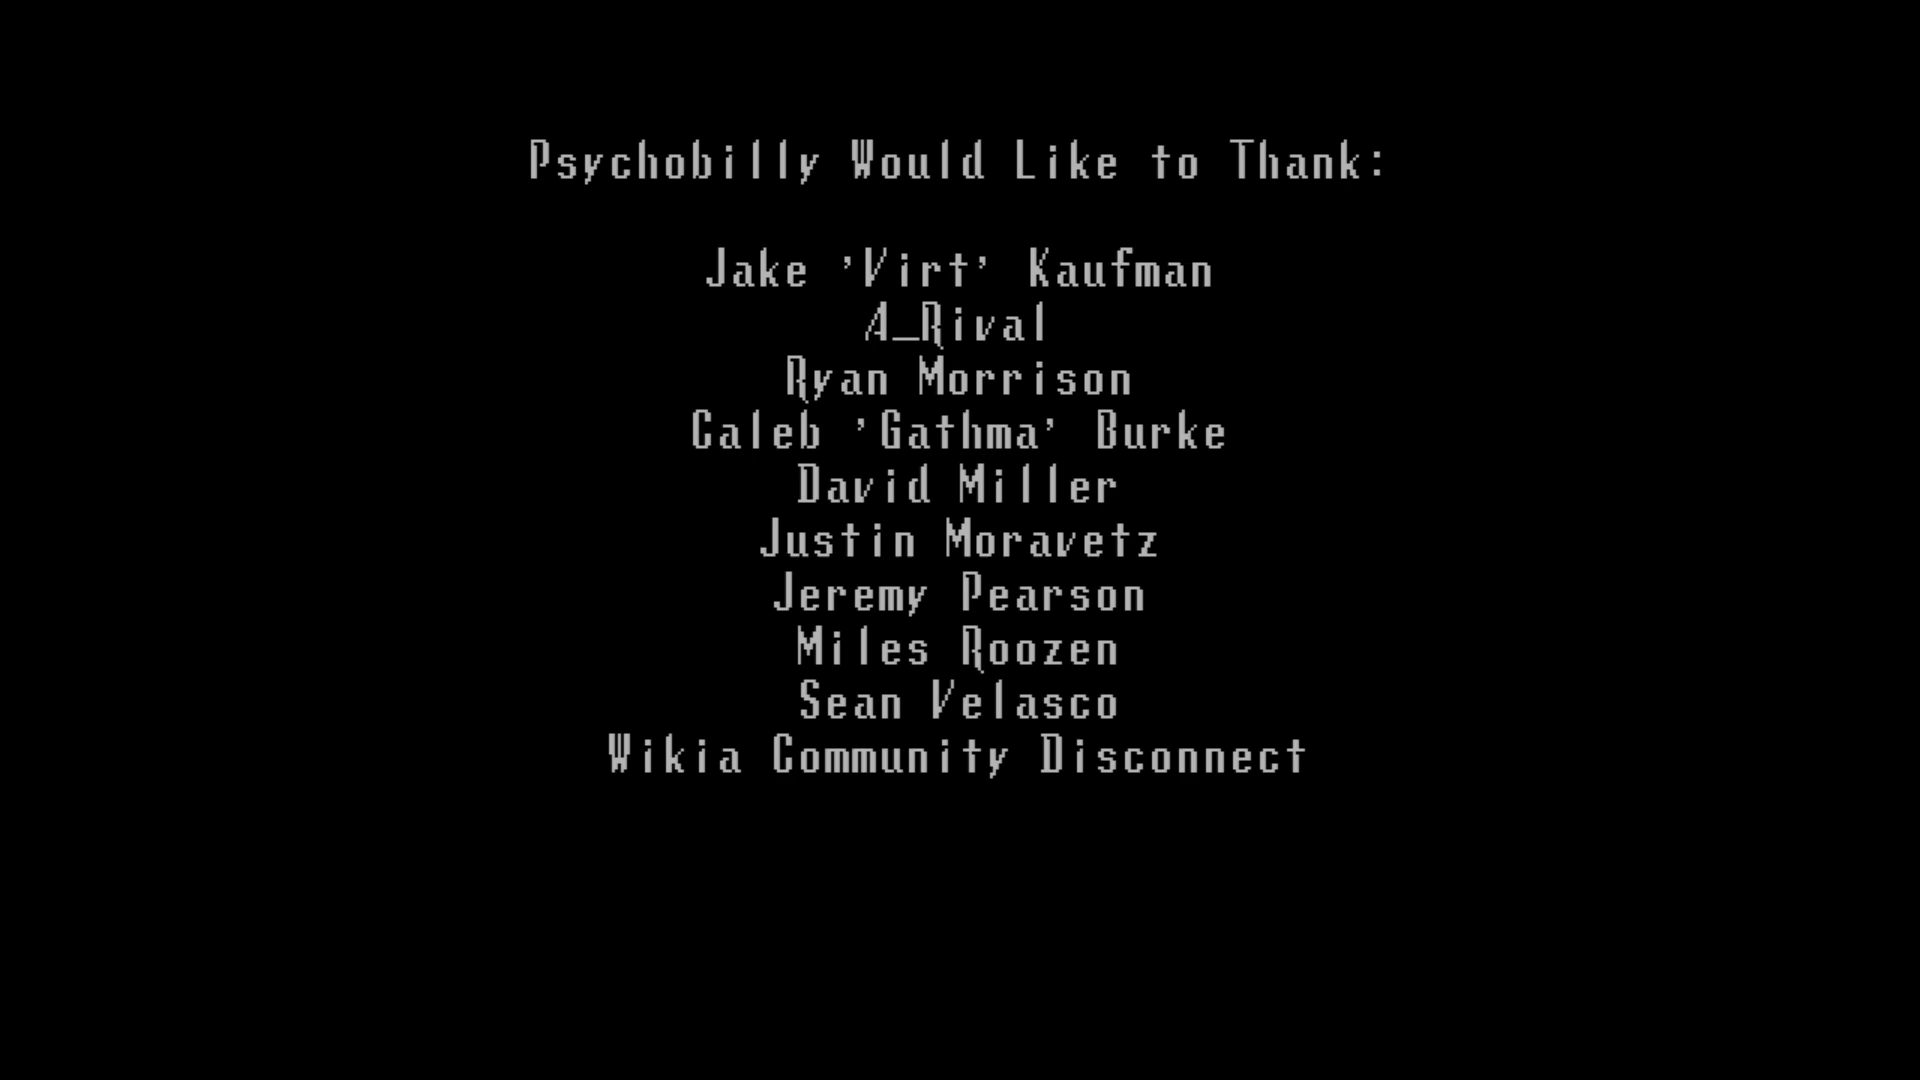 Psychobilly Would Like to Thank:
Jake 'Virt' Kaufman
A_Rival
Ryan Morrison
Caleb 'Gathma' Burke
David Miller
Justin Moravetz
Jeremy Pearson
Miles Roozen
Sean Velasco
Wikia Community Disconnect